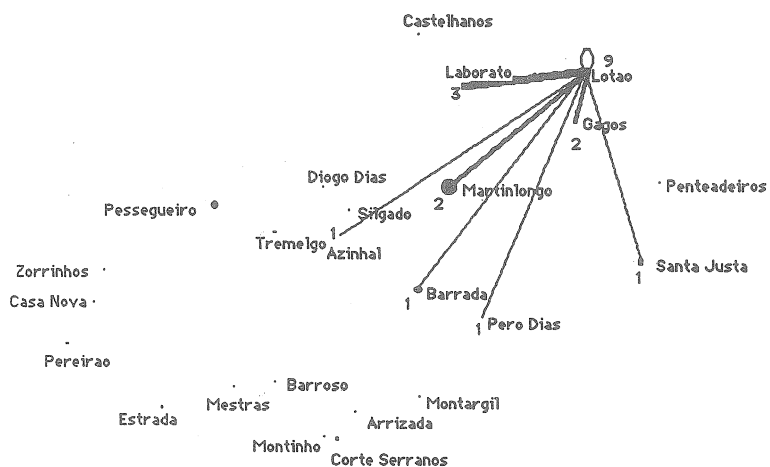 Castelhanos
9
Laborato
Lotao
3
Gagos
2
Diogo Dias
Martinlongo
Penteadeiros
Pessegueiro
2
Silgado
1
Tremelgo
Azinhal
Zorrinhos
Santa Justa
1
Casa Nova
Barrada
1
Pero Dias
1
Pereirao
Barroso
Mestras
Montargil
Estrada
Arrizada
Montinho
Corte Serranos